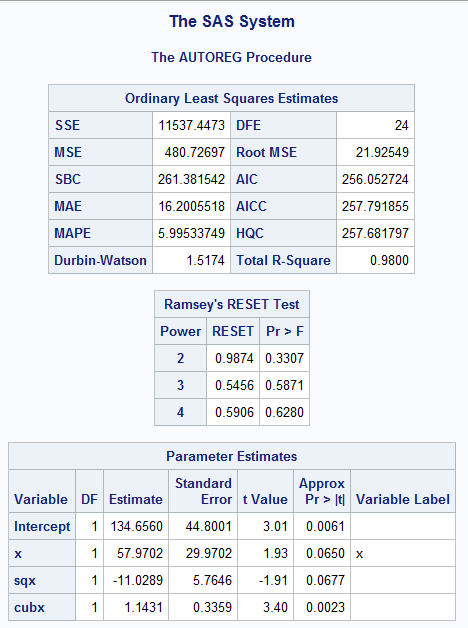 The SAS System
The AUTOREG Procedure
Ordinary Least Squares Estimates
SSE 11537.4473 DFE 24
MSE 480.72697 Root MSE 21.92549
SBC 261.381542 AIC 256.052724
MAE 16.2005518 AICC 257.791855
MAPE 5.99533749 HQC 257.681797
Durbin-Watson 1.5174 Total R-Square 0.9800
Ramsey's RESET Test
Power RESET Pr > F
2 0.9874 0.3307
3 0.5456 0.5871
4 0.5906 0.6280
Parameter Estimates
Variable DF Estimate Standard Error t Value Approx Pr > |t| Variable Label
Intercept 1 134.6560 44.8001 3.01 0.0061
x 1 57.9702 29.9702 1.93 0.0650 x
sqx 1 -11.0289 5.7646 -1.91 0.0677
cubx 1 1.1431 0.3359 3.40 0.0023